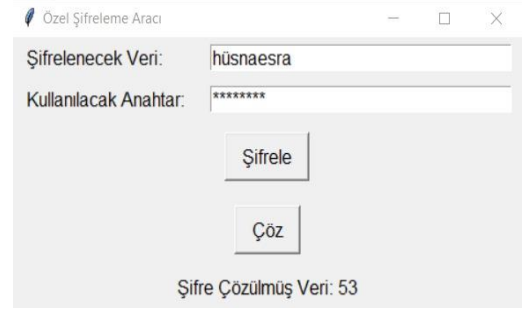 Özel Şifreleme Aracı
Şifrelenecek Veri: hüsnaesra
Kullanılacak Anahtar: ********
Şifrele
Çöz
Şifre Çözülmüş Veri: 53